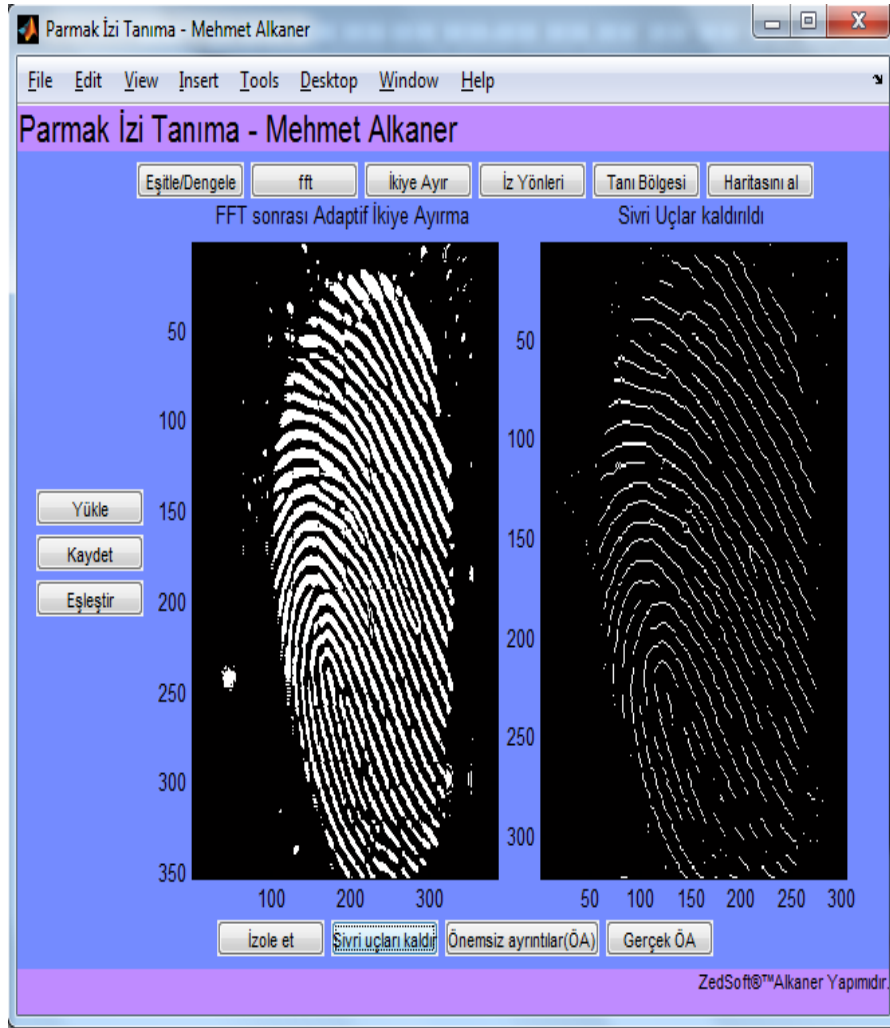 Parmak İzi Tanıma - Mehmet Alkaner
File Edit View Insert Tools Desktop Window Help
Parmak İzi Tanıma - Mehmet Alkaner
Eşitle/Dengele fft İkiye Ayır İz Yönleri Tanı Bölgesi Haritasını al
FFT sonrası Adaptif İkiye Ayırma Sivri Uçlar kaldırıldı
50
100
150
200
250
300
350
100 200 300
50
100
150
200
250
300
50 100 150 200 250 300
Yükle
Kaydet
Eşleştir
İzole et Sivri uçları kaldır Önemsiz ayrıntılar(ÖA) Gerçek ÖA
ZedSoft®™Alkaner Yapımıdır.